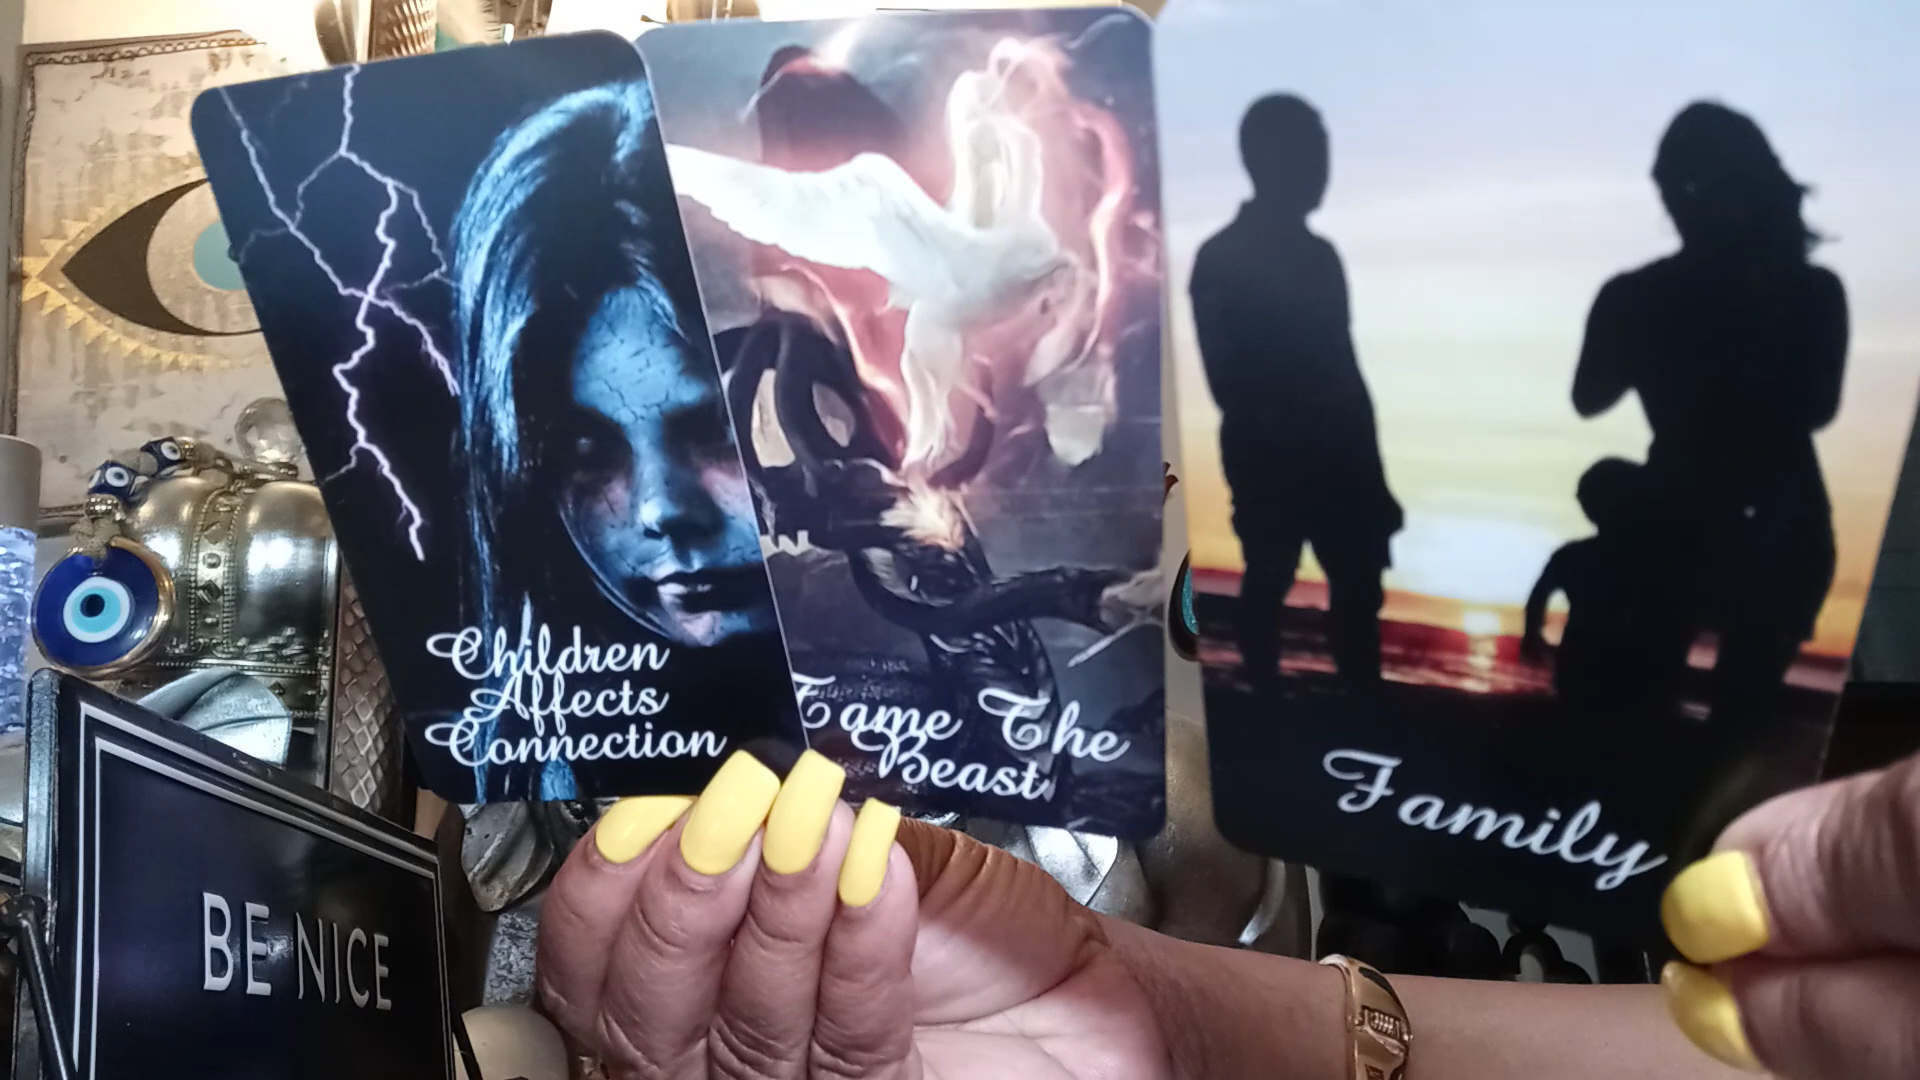 Children
Affects
Connection
Tame The
Beast
Family
BE NICE